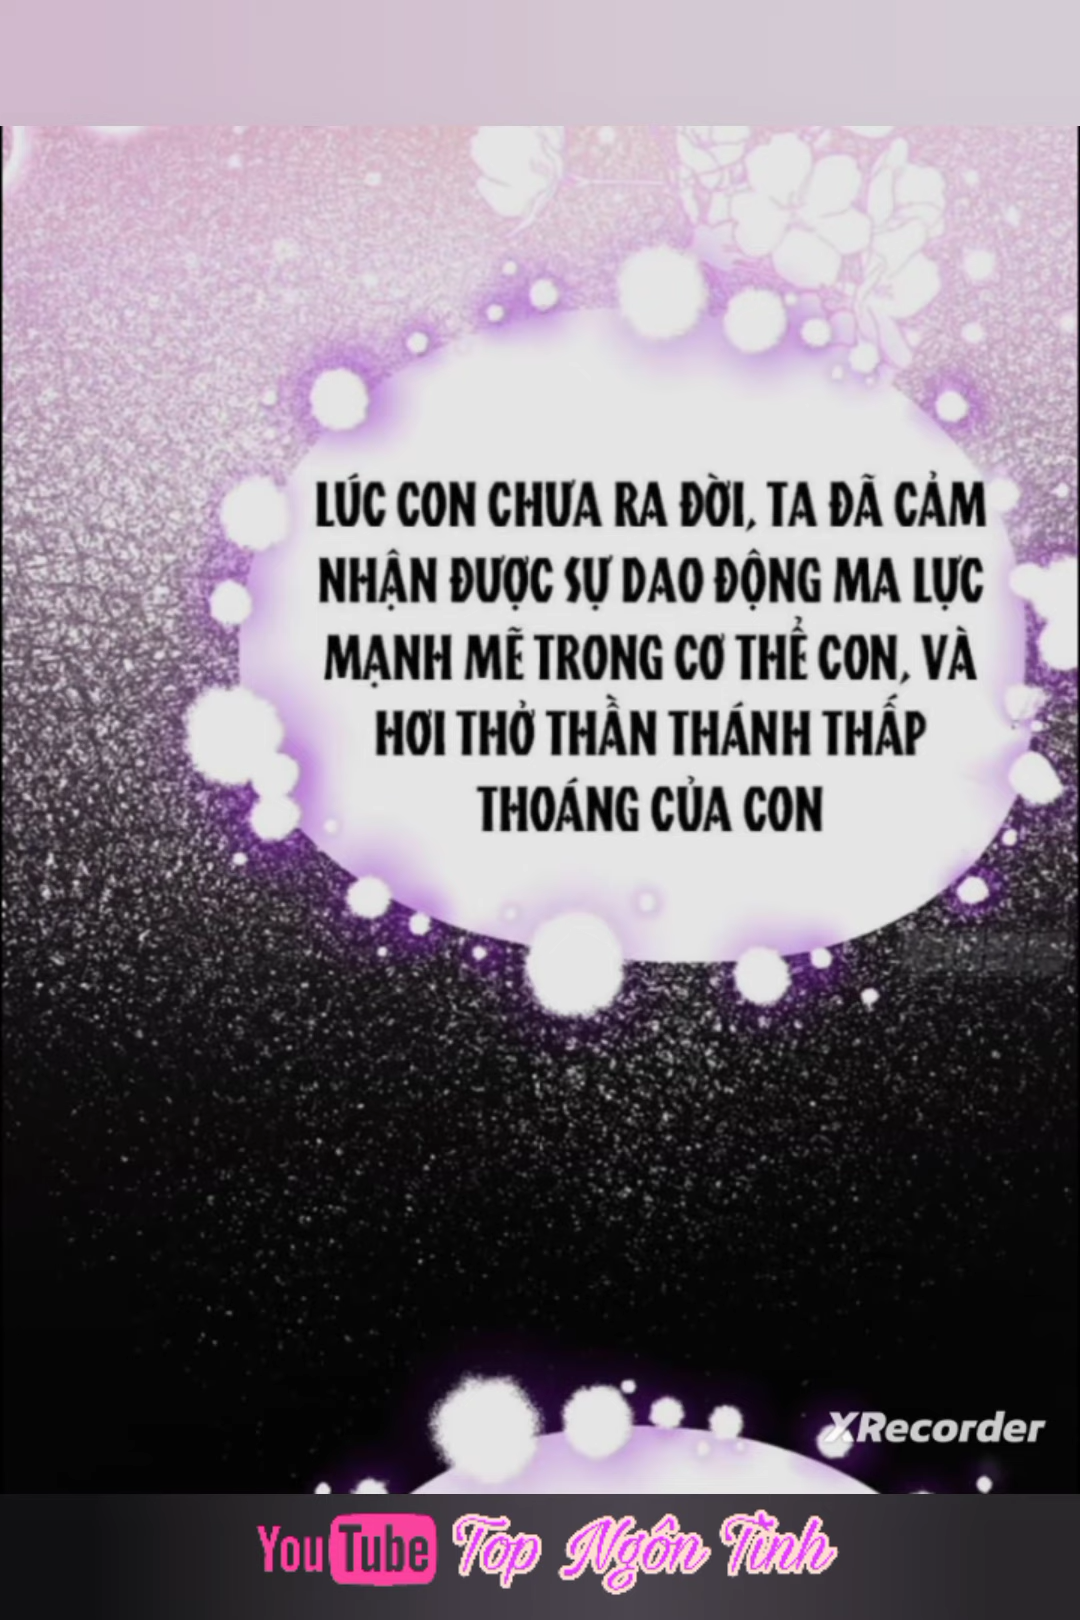 LÚC CON CHƯA RA ĐỜI, TA ĐÃ CẢM
NHẬN ĐƯỢC SỰ DAO ĐỘNG MA LỰC
MẠNH MẼ TRONG CƠ THỂ CON, VÀ
HƠI THỞ THẦN THÁNH THẤP
THOÁNG CỦA CON
XRecorder
YouTube Top Ngôn Tình